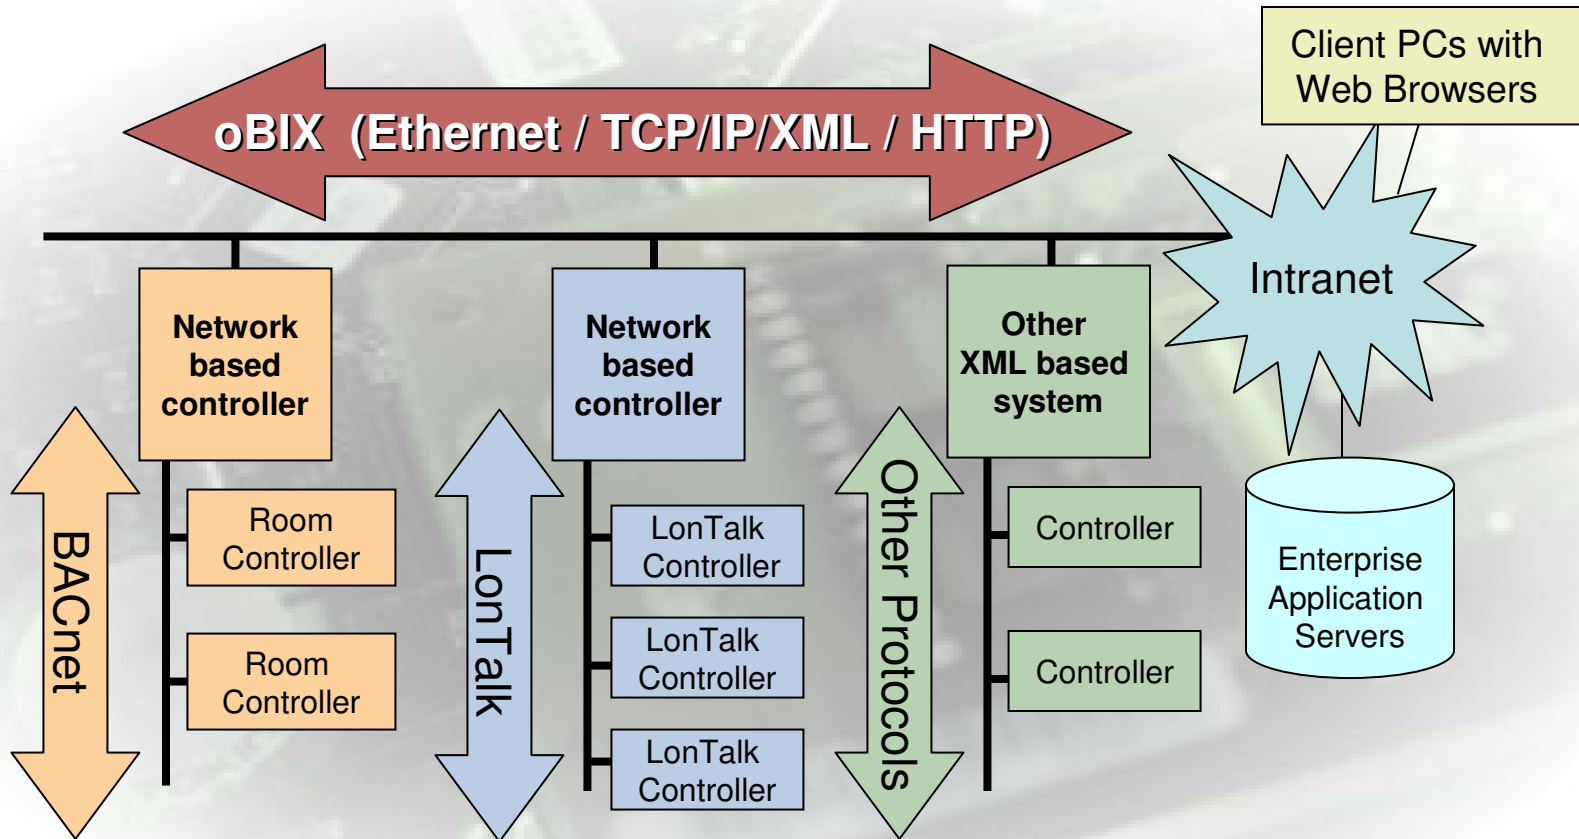 Client PCs with
Web Browsers
oBIX (Ethernet / TCP/IP/XML / HTTP)
Intranet
Network
based
controller
Network
based
controller
Other
XML based
system
BACnet
Room
Controller
Room
Controller
LonTalk
LonTalk
Controller
LonTalk
Controller
LonTalk
Controller
Other Protocols
Controller
Controller
Enterprise
Application
Servers